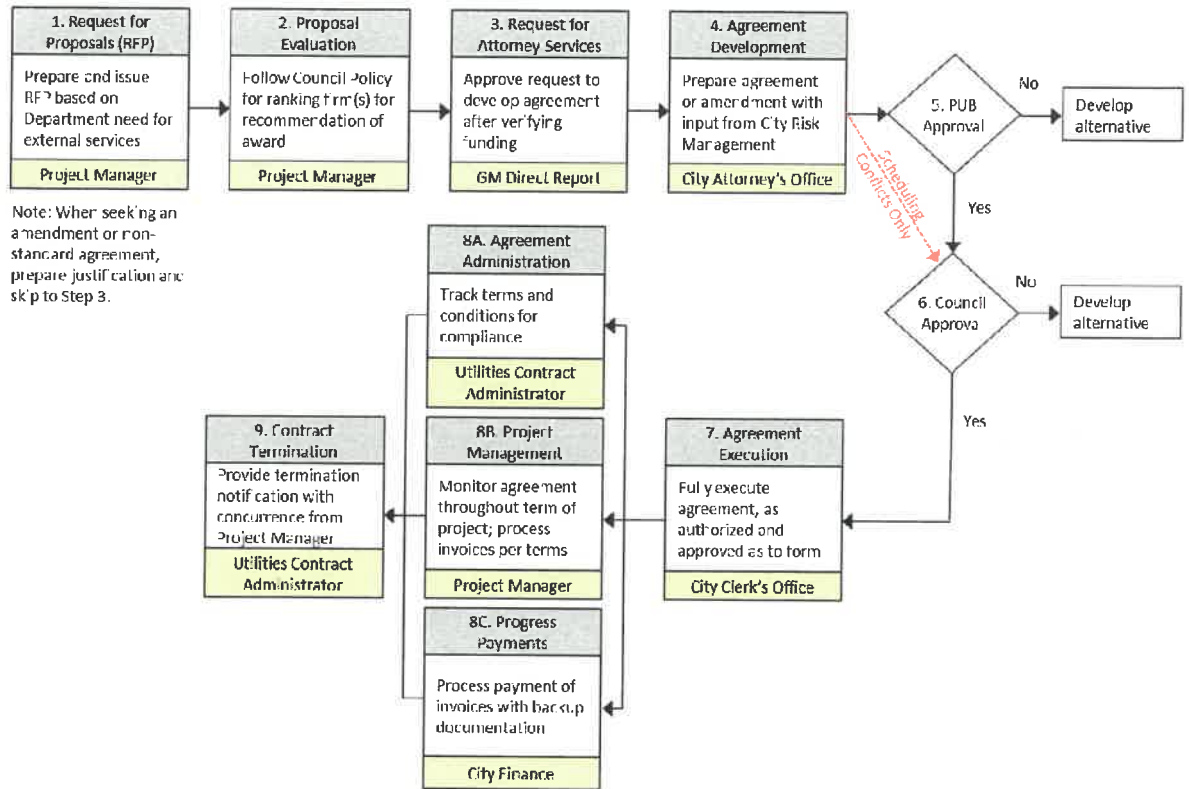 1. Request for
Proposals (RFP)
Prepare and issue
RFP based on
Department need for
external services
Project Manager
2. Proposal
Evaluation
Follow Council Policy
for ranking firm(s) for
recommendation of
award
Project Manager
3. Request for
Attorney Services
Approve request to
develop agreement
after verifying
funding
GM Direct Report
4. Agreement
Development
Prepare agreement
or amendment with
input from City Risk
Management
City Attorney's Office
5. PUB
Approval
No
Develop
alternative
Scheduling
Conflicts Only
Yes
Note: When seeking an
amendment or non-
standard agreement,
prepare justification and
skip to Step 3.
6. Council
Approva
No
Develop
alternative
Yes
7. Agreement
Execution
Fully execute
agreement, as
authorized and
approved as to form
City Clerk's Office
8A. Agreement
Administration
Track terms and
conditions for
compliance
Utilities Contract
Administrator
8B. Project
Management
Monitor agreement
throughout term of
project; process
invoices per terms
Project Manager
8C. Progress
Payments
Process payment of
invoices with backup
documentation
City Finance
9. Contract
Termination
Provide termination
notification with
concurrence from
Project Manager
Utilities Contract
Administrator